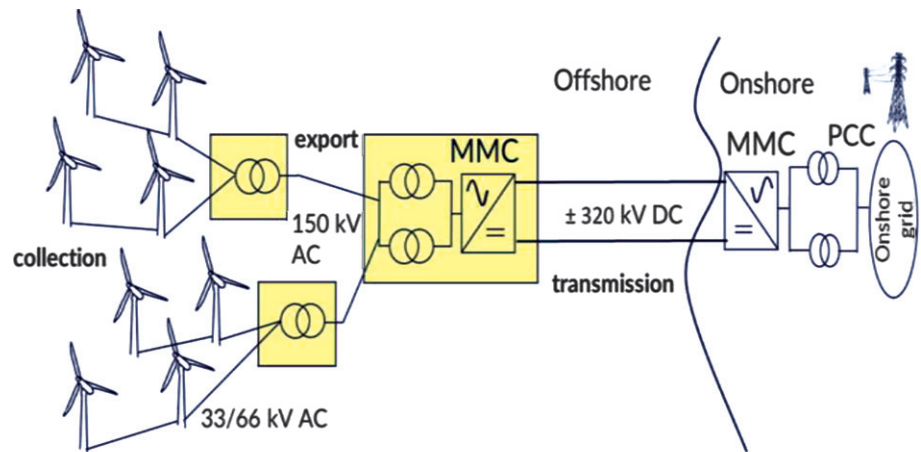 Offshore
Onshore
export
MMC
MMC
PCC
150 kV
AC
± 320 kV DC
Onshore
grid
collection
transmission
33/66 kV AC